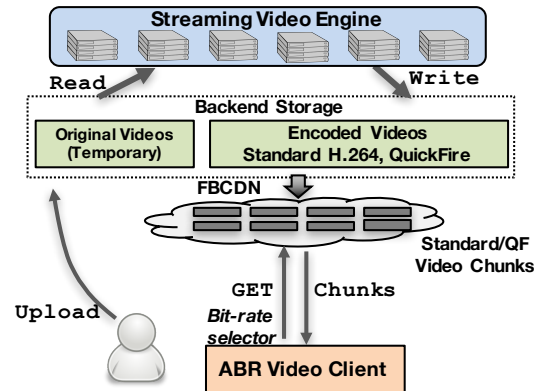 Streaming Video Engine
Read
Write
Backend Storage
Original Videos
(Temporary)
Encoded Videos
Standard H.264, QuickFire
FBCDN
Standard/QF
Video Chunks
GET
Chunks
Upload
Bit-rate
selector
ABR Video Client